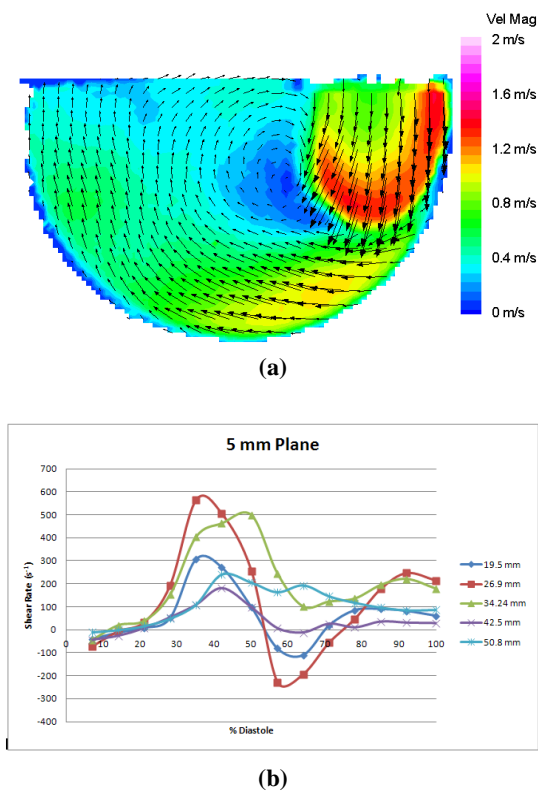 Vel Mag
2 m/s
1.6 m/s
1.2 m/s
0.8 m/s
0.4 m/s
0 m/s
(a)
5 mm Plane
700
600
500
400
300
200
100
0
-100
-200
-300
-400
Shear Rate (s⁻¹)
0 10 20 30 40 50 60 70 80 90 100
% Diastole
19.5 mm
26.9 mm
34.24 mm
42.5 mm
50.8 mm
(b)